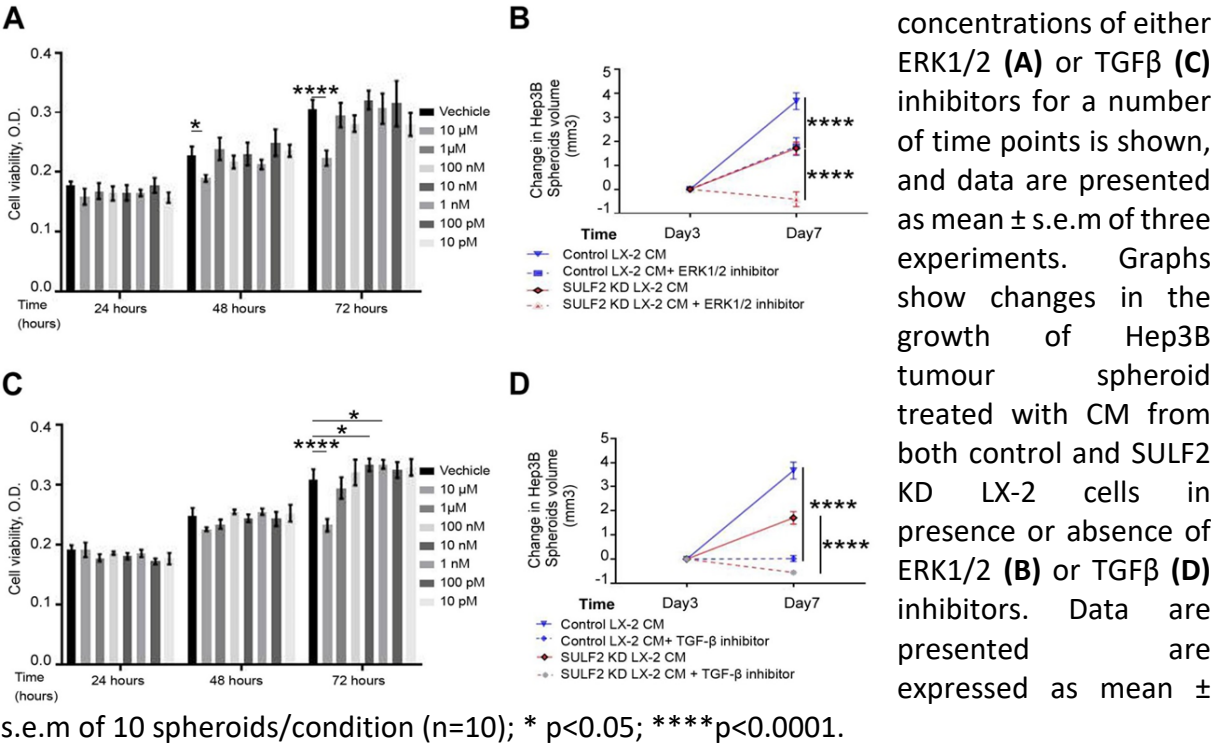 A
0.4
0.3
0.2
0.1
0.0
Cell viability, O.D.
****
*
Vechicle
10 µM
1µM
100 nM
10 nM
1 nM
100 pM
10 pM
Time
(hours)
24 hours
48 hours
72 hours
B
5
4
3
2
1
0
-1
Change in Hep3B
Spheroids volume
(mm3)
****
****
Time
Day3
Day7
Control LX-2 CM
Control LX-2 CM+ ERK1/2 inhibitor
SULF2 KD LX-2 CM
SULF2 KD LX-2 CM + ERK1/2 inhibitor
C
0.4
0.3
0.2
0.1
0.0
Cell viability, O.D.
*
*
****
Vehicle
10 µM
1µM
100 nM
10 nM
1 nM
100 pM
10 pM
Time
(hours)
24 hours
48 hours
72 hours
D
5
4
3
2
1
0
-1
Change in Hep3B
Spheroids volume
(mm3)
****
****
Time
Day3
Day7
Control LX-2 CM
Control LX-2 CM+ TGF-β inhibitor
SULF2 KD LX-2 CM
SULF2 KD LX-2 CM + TGF-β inhibitor
concentrations of either
ERK1/2 (A) or TGFβ (C)
inhibitors for a number
of time points is shown,
and data are presented
as mean ± s.e.m of three
experiments. Graphs
show changes in the
growth of Hep3B
tumour spheroid
treated with CM from
both control and SULF2
KD LX-2 cells in
presence or absence of
ERK1/2 (B) or TGFβ (D)
inhibitors. Data are
presented are
expressed as mean ±
s.e.m of 10 spheroids/condition (n=10); * p<0.05; ****p<0.0001.